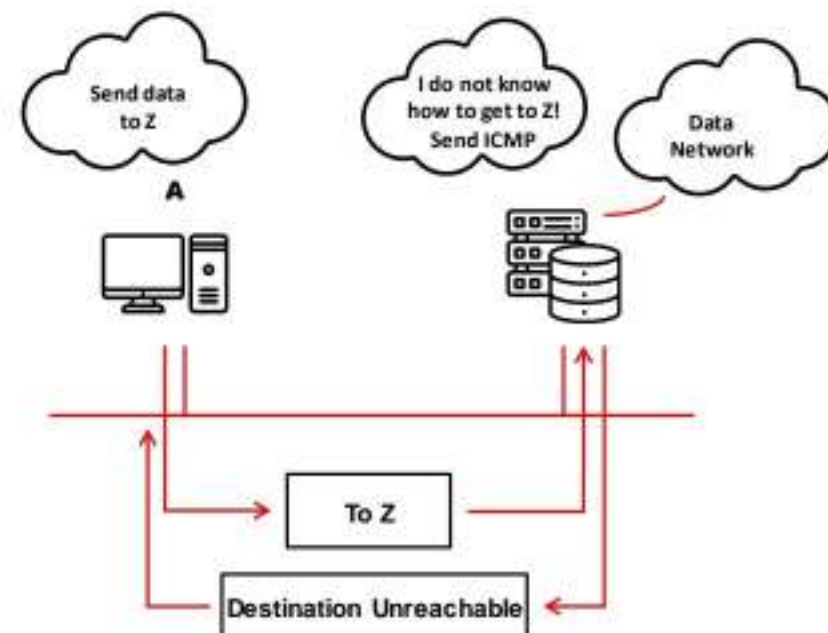 Send data
to Z
I do not know
how to get to Z!
Send ICMP
Data
Network
A
To Z
Destination Unreachable